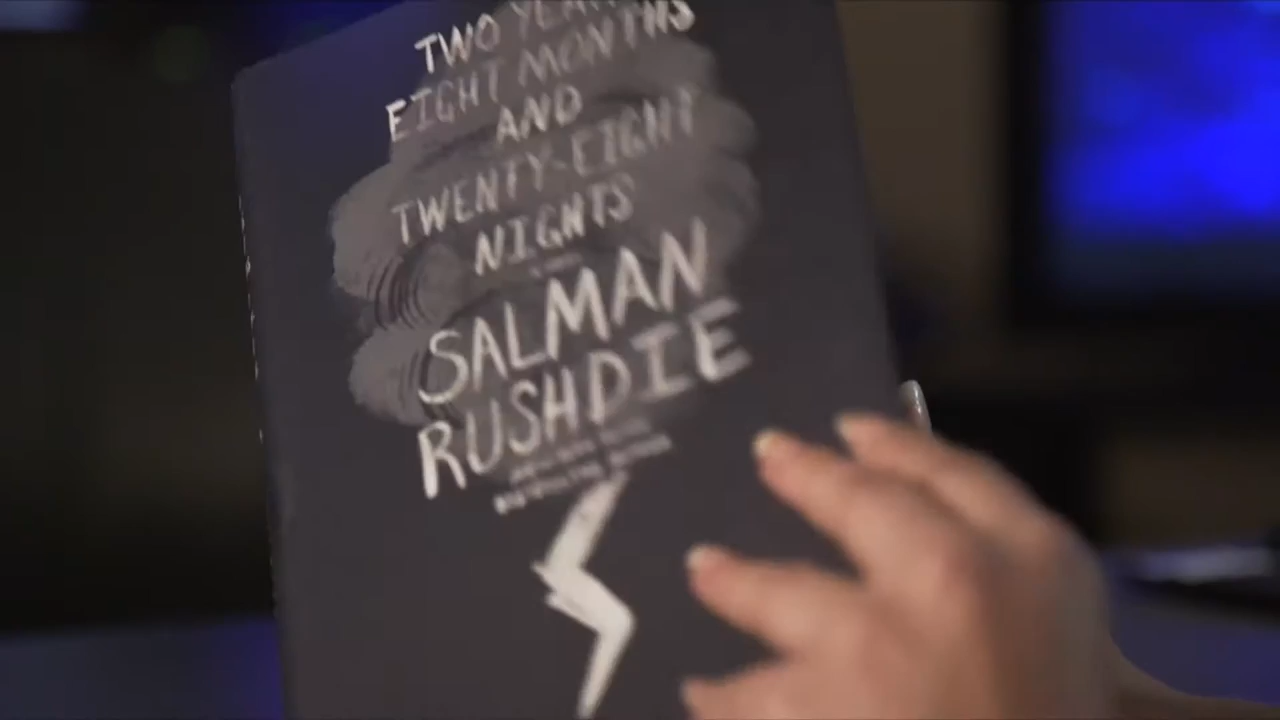 TWO YEARS
EIGHT MONTHS
AND
TWENTY-EIGHT
NIGHTS
SALMAN
RUSHDIE